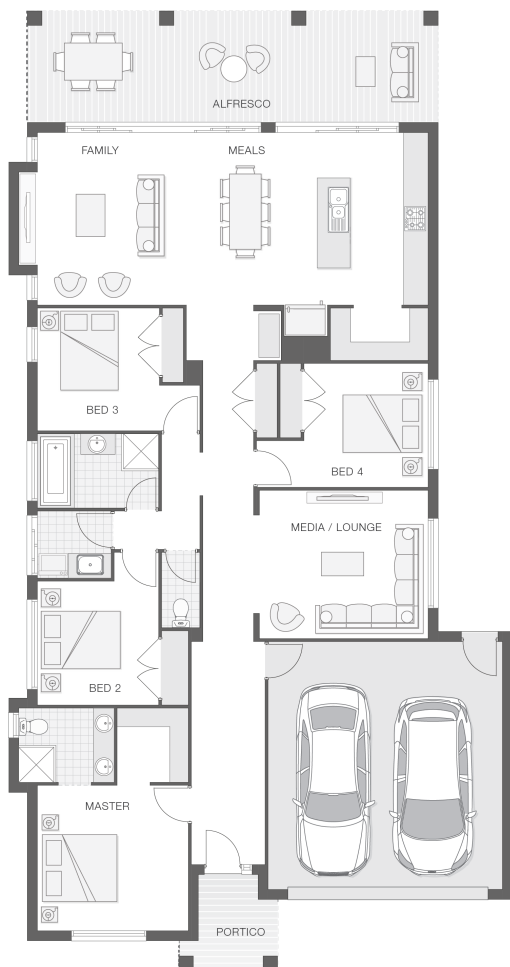 ALFRESCO
FAMILY
MEALS
BED 3
BED 4
MEDIA / LOUNGE
BED 2
MASTER
PORTICO